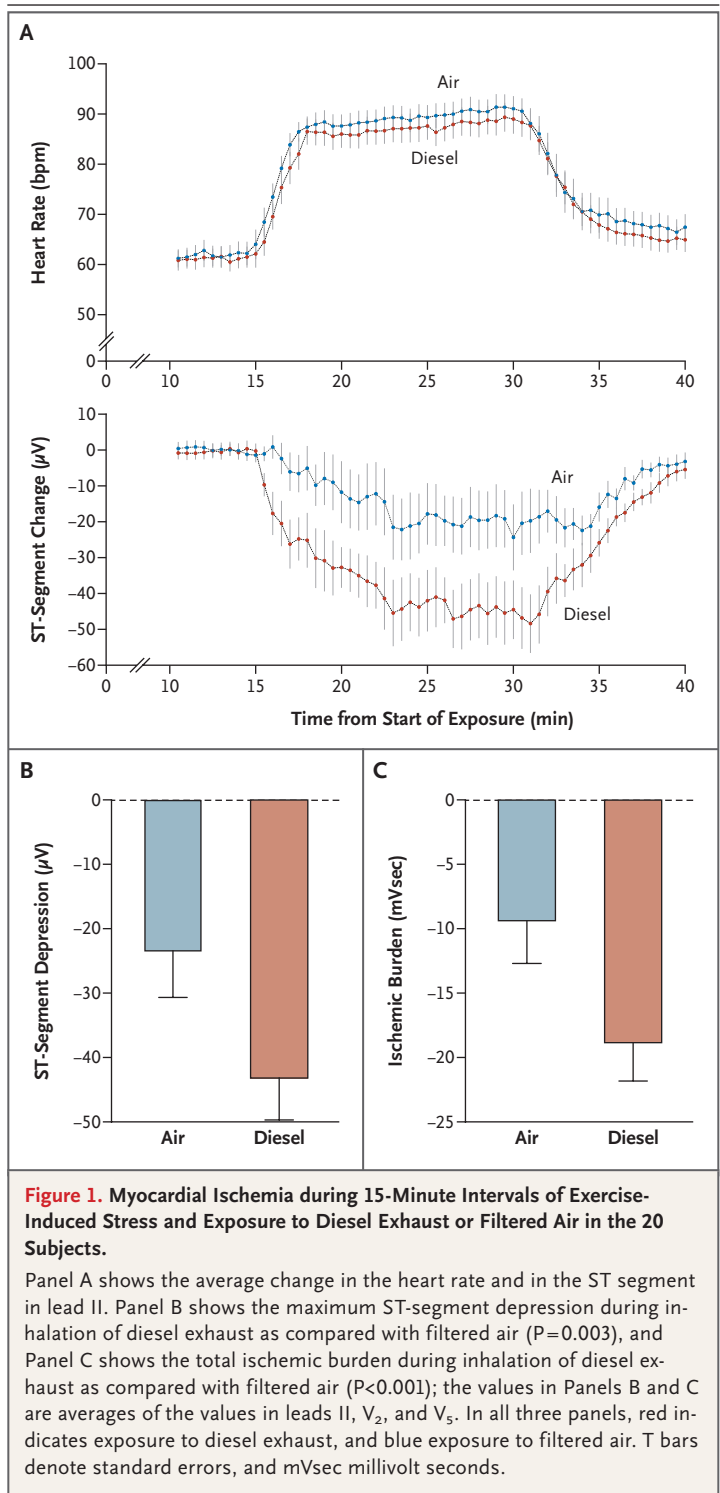 A
100
90
80
70
60
50
0
Heart Rate (bpm)
Air
Diesel
0 10 15 20 25 30 35 40
10
0
−10
−20
−30
−40
−50
−60
ST-Segment Change (µV)
Air
Diesel
0 10 15 20 25 30 35 40
Time from Start of Exposure (min)
B
0
−10
−20
−30
−40
−50
ST-Segment Depression (µV)
Air Diesel
C
0
−5
−10
−15
−20
−25
Ischemic Burden (mVsec)
Air Diesel
Figure 1. Myocardial Ischemia during 15-Minute Intervals of Exercise-
Induced Stress and Exposure to Diesel Exhaust or Filtered Air in the 20
Subjects.
Panel A shows the average change in the heart rate and in the ST segment
in lead II. Panel B shows the maximum ST-segment depression during in-
halation of diesel exhaust as compared with filtered air (P=0.003), and
Panel C shows the total ischemic burden during inhalation of diesel ex-
haust as compared with filtered air (P<0.001); the values in Panels B and C
are averages of the values in leads II, V₂, and V₅. In all three panels, red in-
dicates exposure to diesel exhaust, and blue exposure to filtered air. T bars
denote standard errors, and mVsec millivolt seconds.